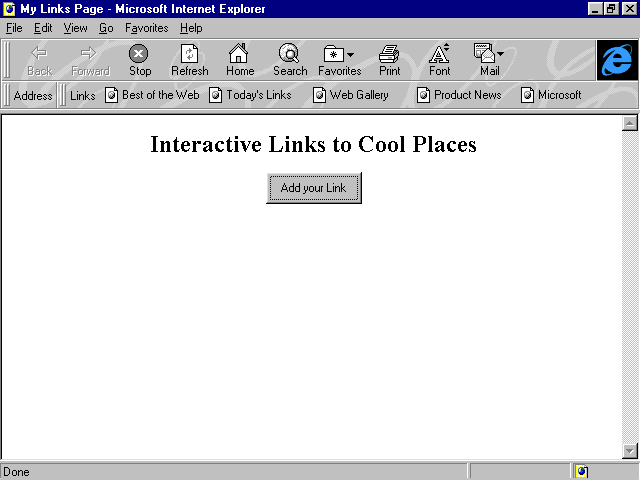 My Links Page - Microsoft Internet Explorer
File Edit View Go Favorites Help
Back Forward Stop Refresh Home Search Favorites Print Font Mail
Address Links Best of the Web Today's Links Web Gallery Product News Microsoft
Interactive Links to Cool Places
Add your Link
Done